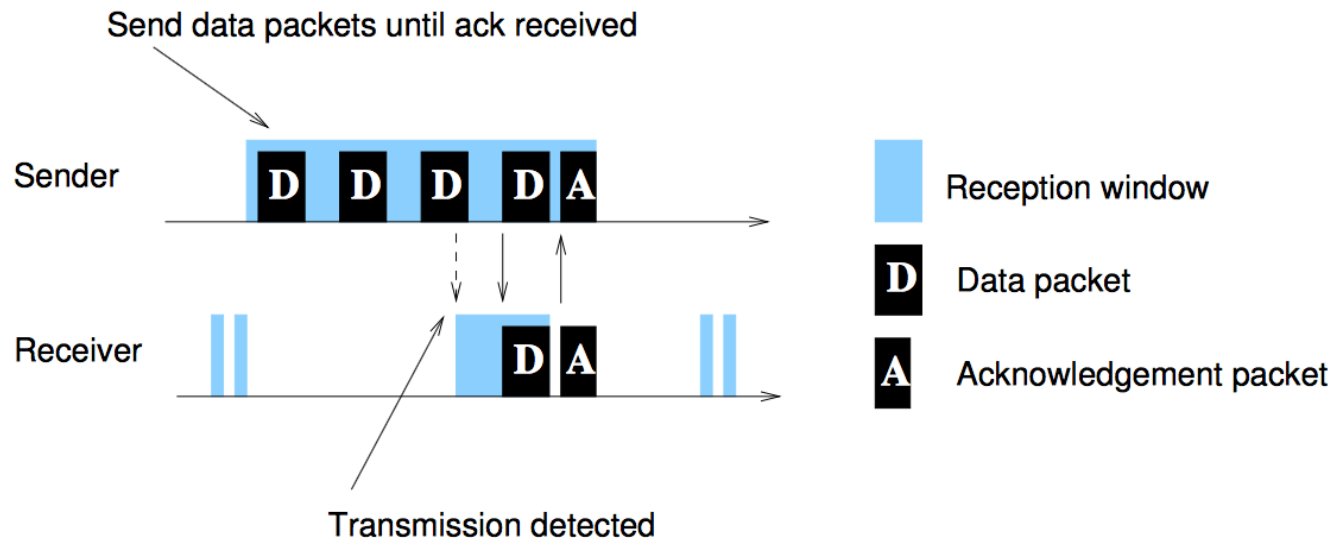 Send data packets until ack received
Sender
D D D D A
Receiver
D A
Transmission detected
Reception window
D Data packet
A Acknowledgement packet